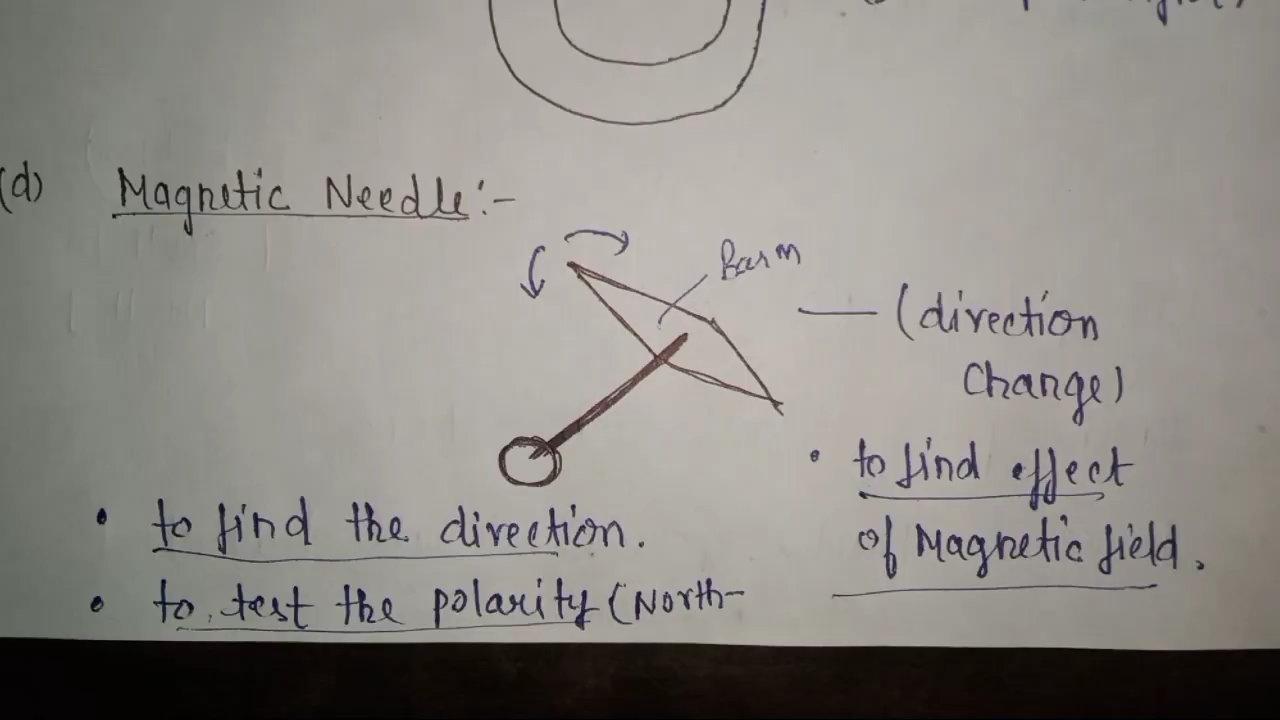 (d) Magnetic Needle:-
Bar M
— (direction
Change)
• to find effect
of Magnetic field.
• to find the direction.
• to test the polarity (North-